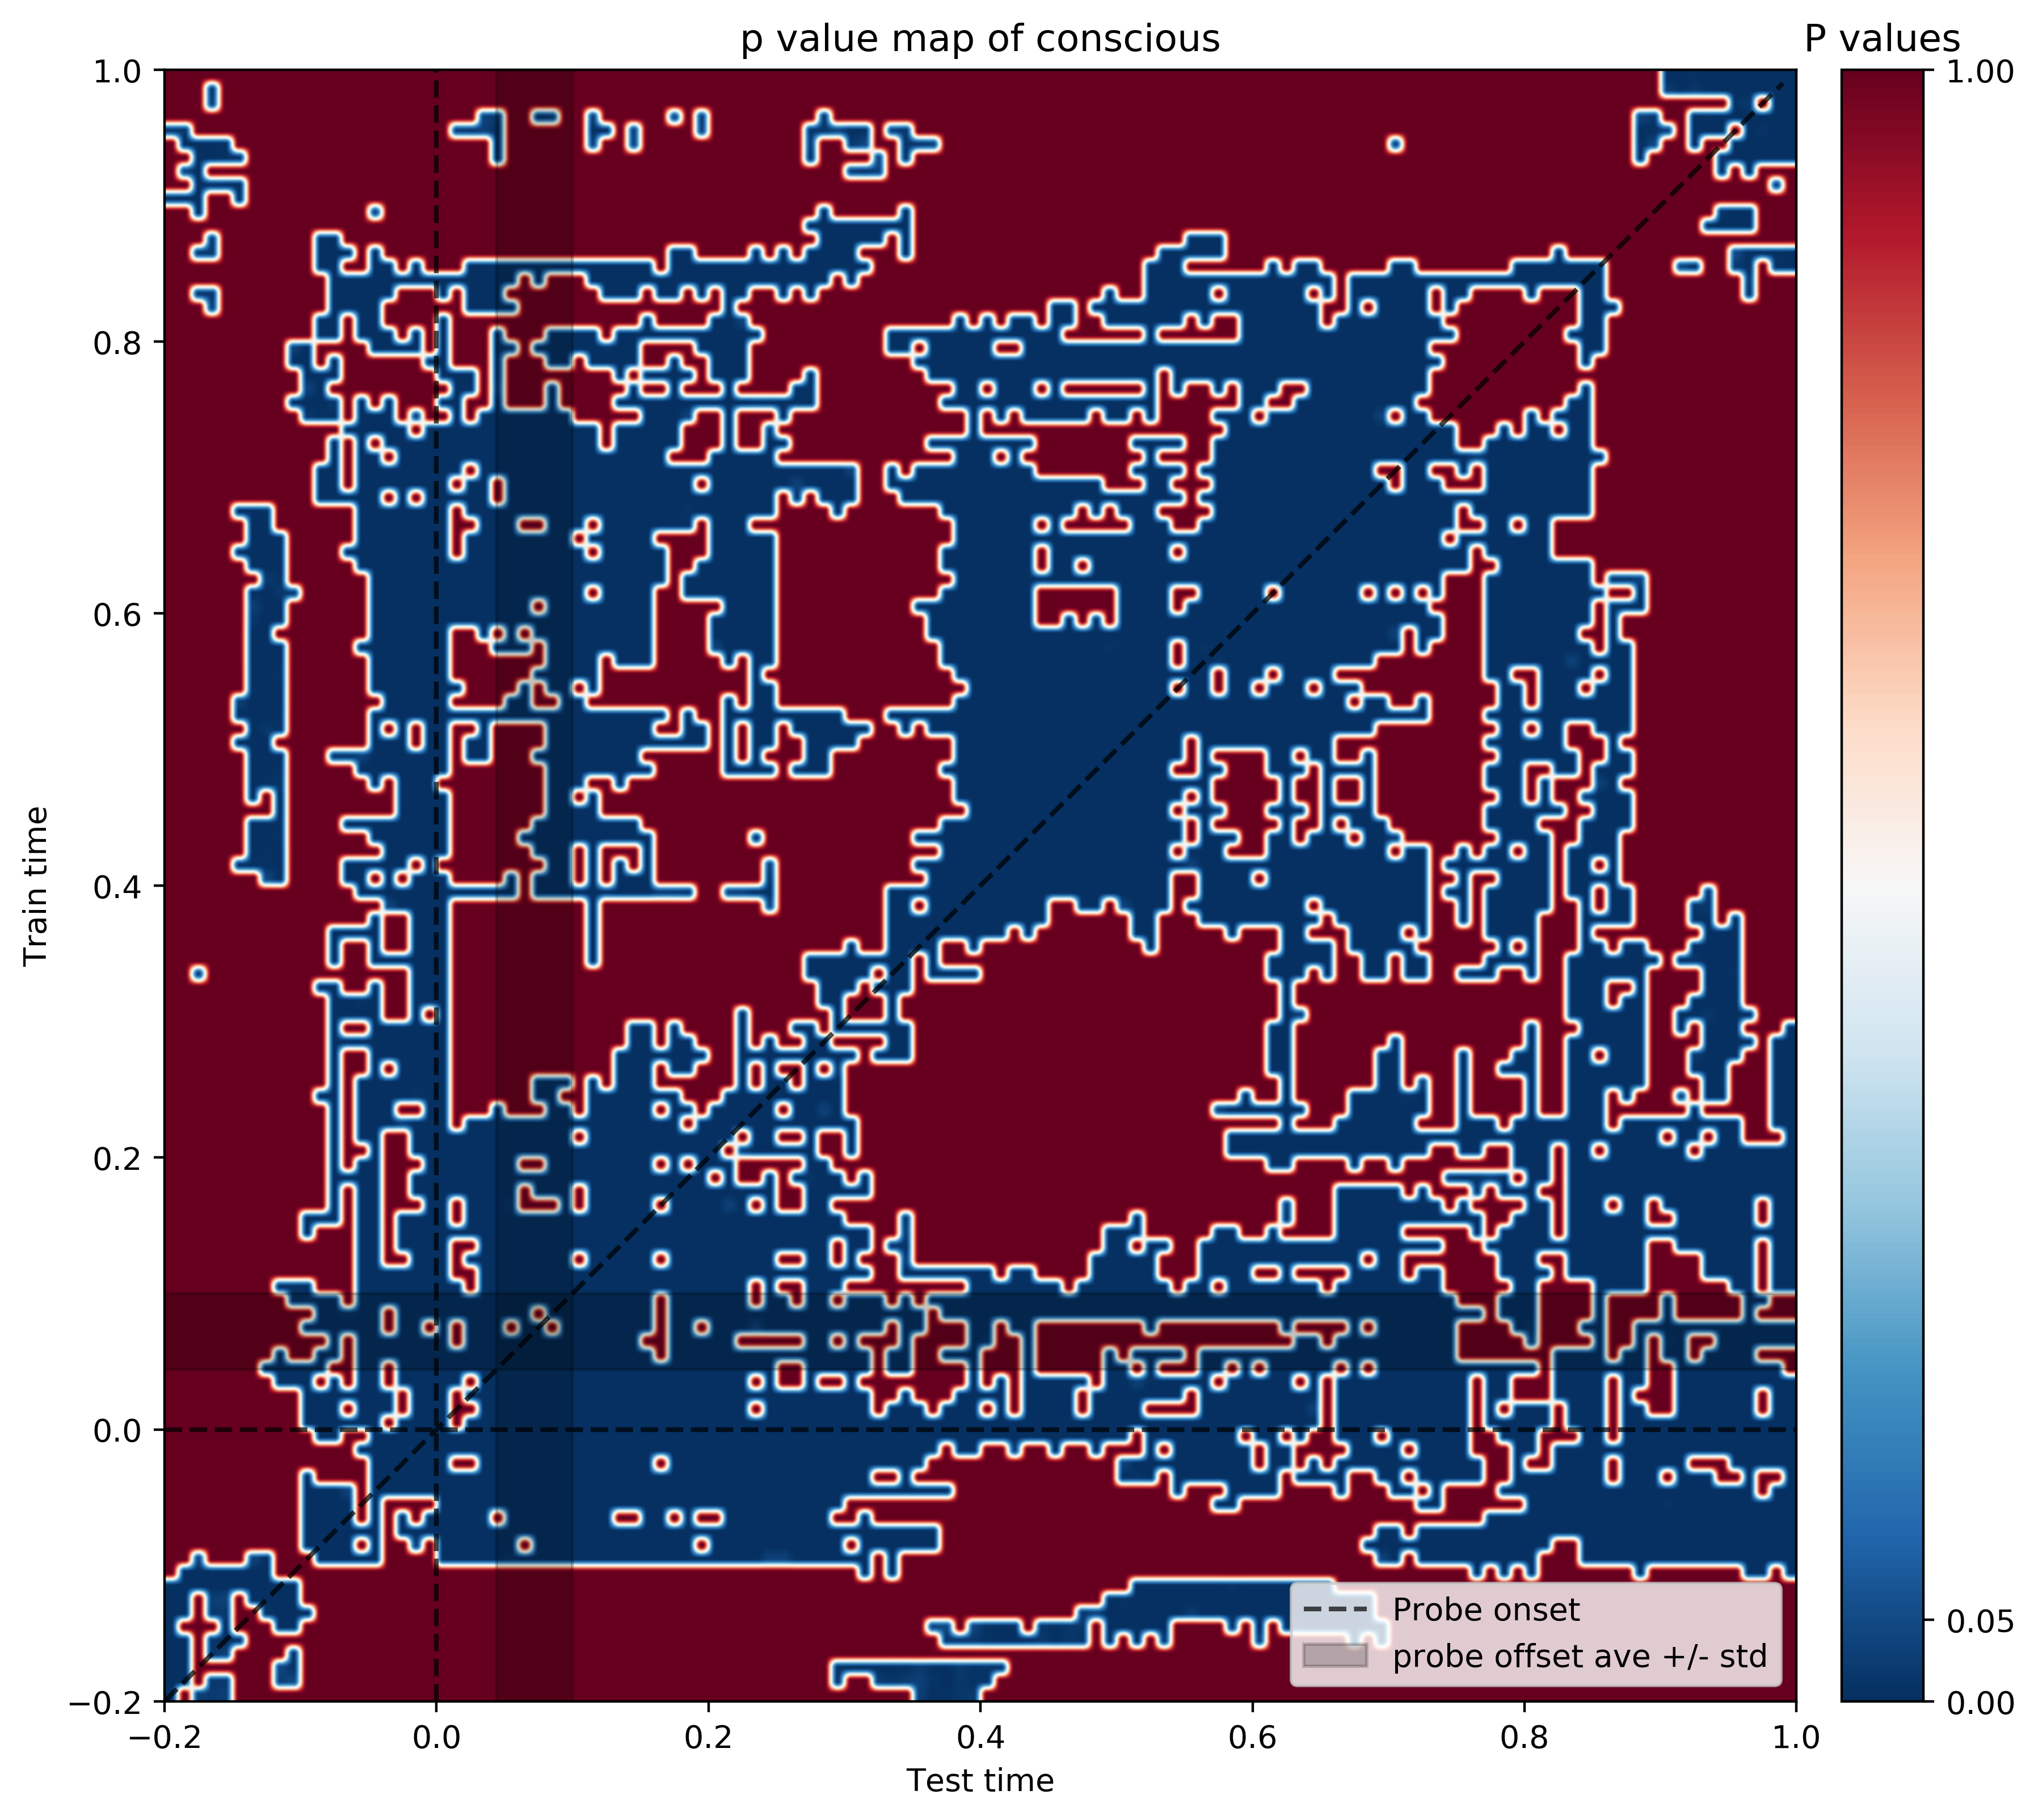 p value map of conscious
P values
1.0
0.8
0.6
0.4
0.2
0.0
−0.2
Train time
−0.2
0.0
0.2
0.4
0.6
0.8
1.0
Test time
Probe onset
probe offset ave +/- std
1.00
0.05
0.00